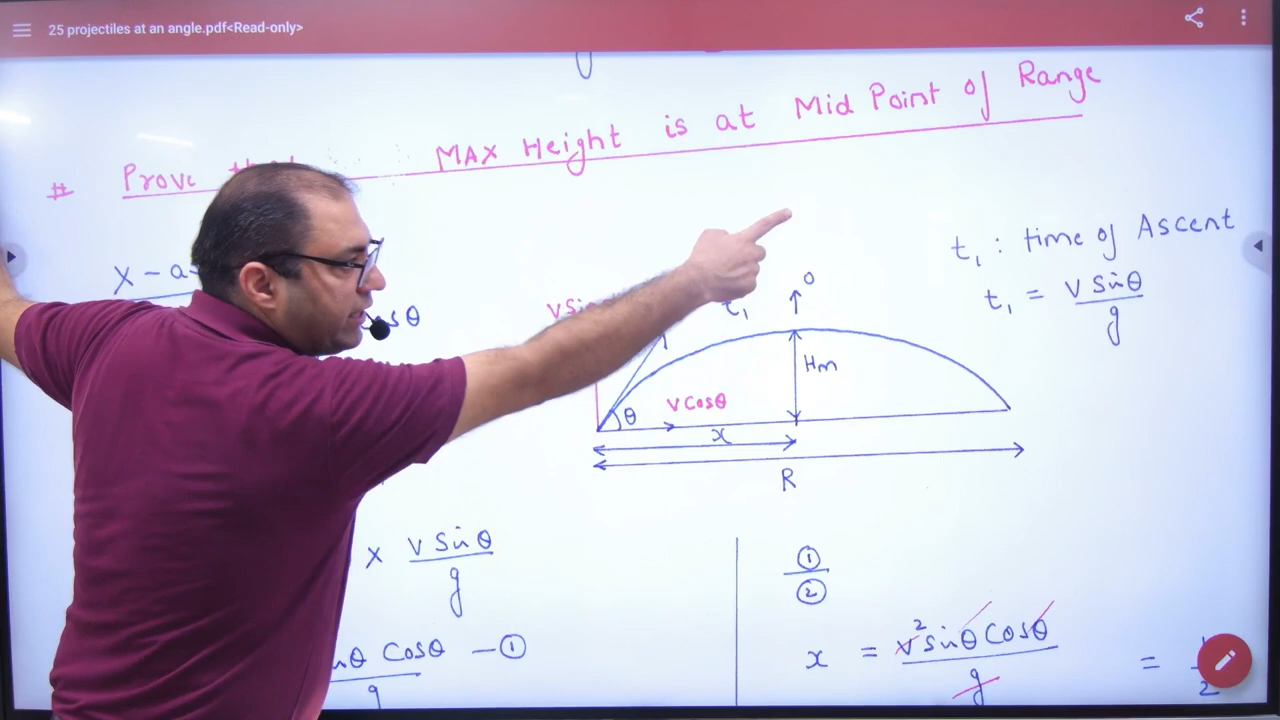 25 projectiles at an angle.pdf<Read-only>
# Prove MAX Height is at Mid Point of Range
t₁ : time of Ascent
t₁ = V Sinθ
g
X - a
θ
t₁
0
Hm
θ
V Cosθ
x
R
x V Sinθ
g
Cosθ - ①
g
①
②
x = v² sinθ Cosθ
g
=
2